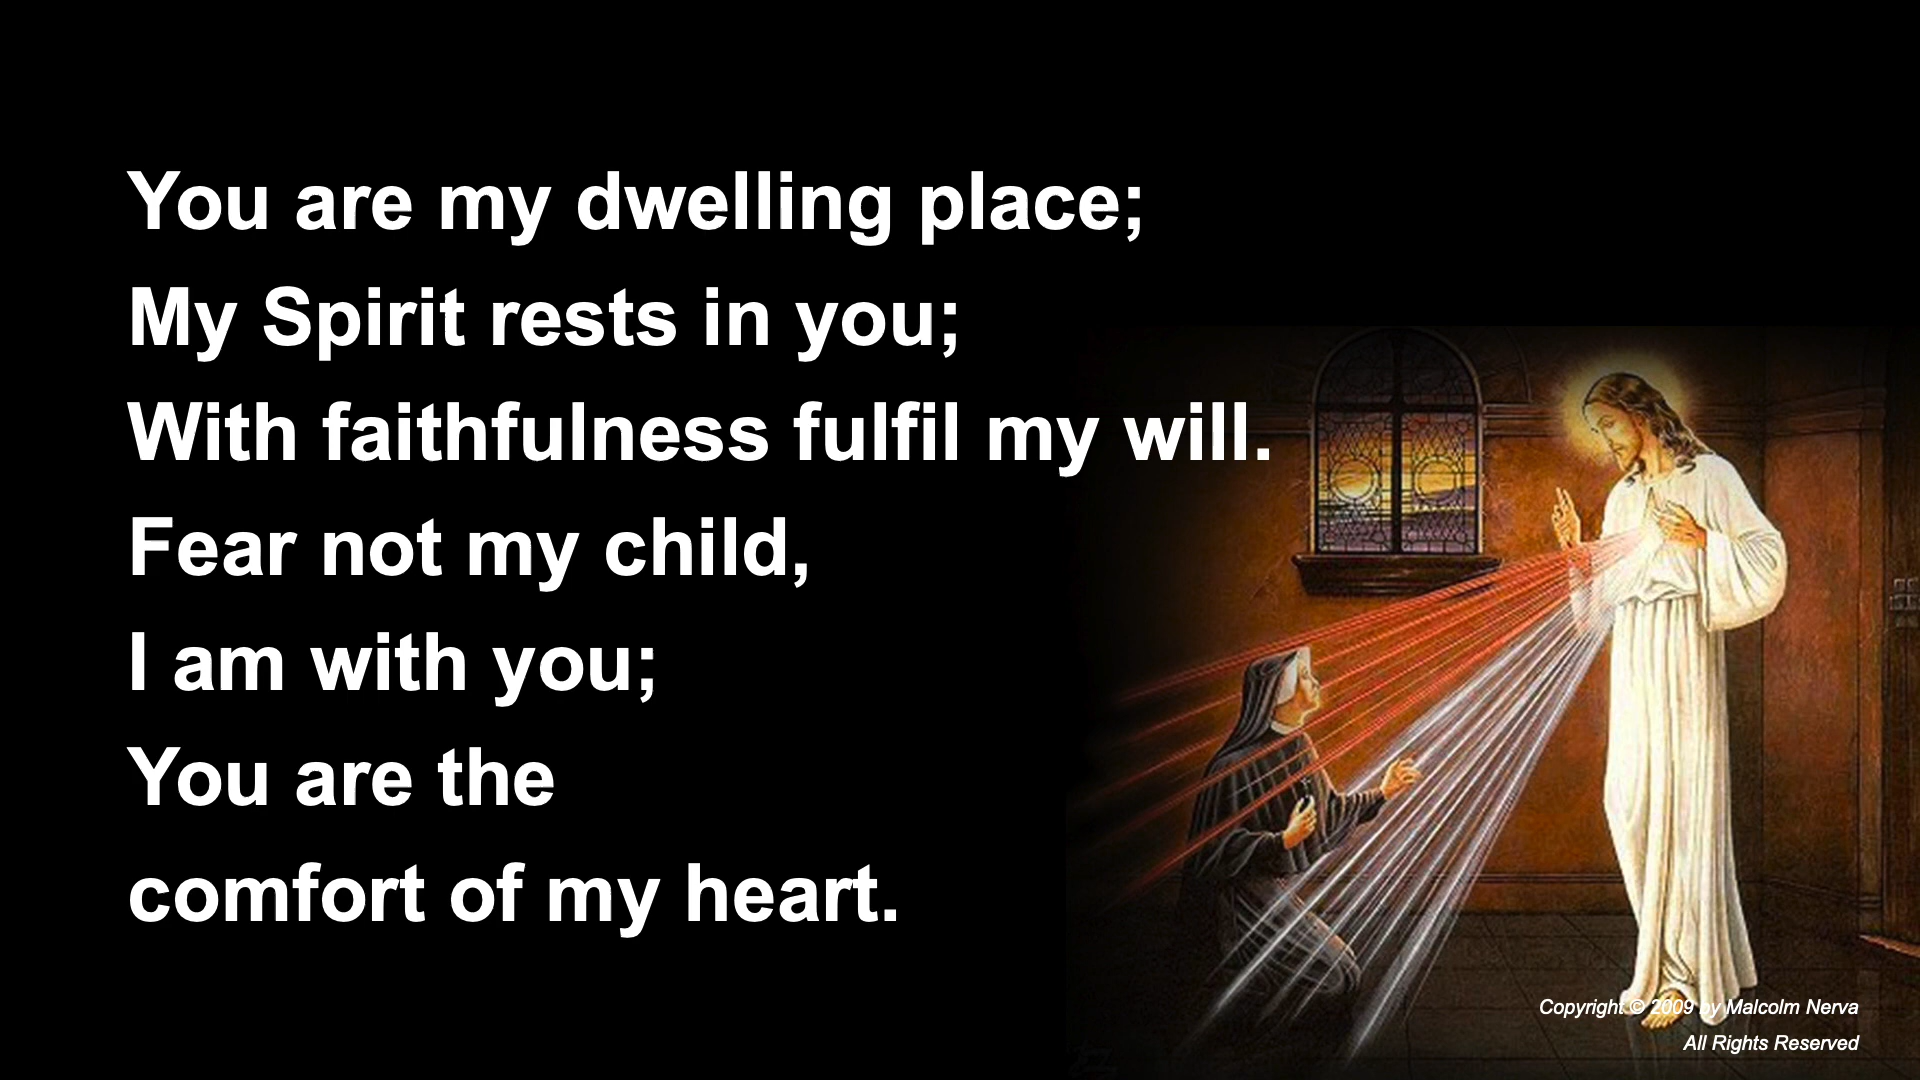 You are my dwelling place;
My Spirit rests in you;
With faithfulness fulfil my will.
Fear not my child,
I am with you;
You are the
comfort of my heart.
Copyright © 2009 by Malcolm Nerva
All Rights Reserved